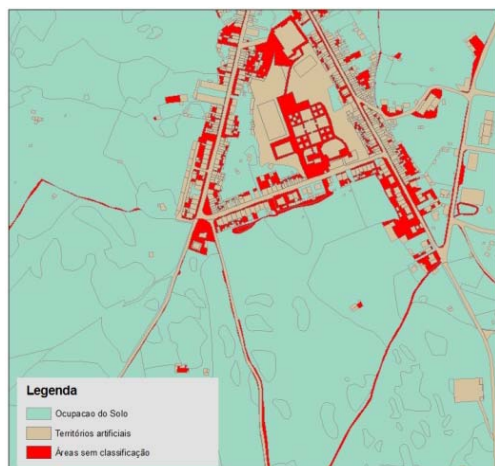 Legenda
Ocupacao do Solo
Territórios artificiais
Áreas sem classificação